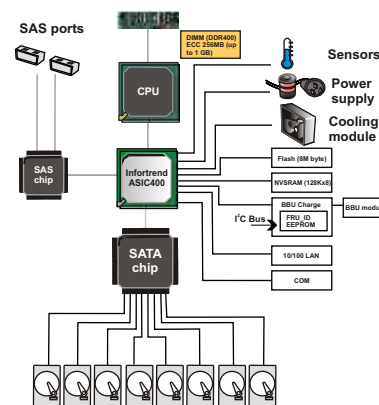 SAS ports
DIMM (DDR400)
ECC 256MB (up
to 1 GB)
Sensors
CPU
Power
supply
Cooling
module
SAS
chip
Infortrend
ASIC400
Flash (8M byte)
NVSRAM (128Kx8)
BBU Charge
FRU_ID
EEPROM
BBU modul
I²C Bus
10/100 LAN
SATA
chip
COM